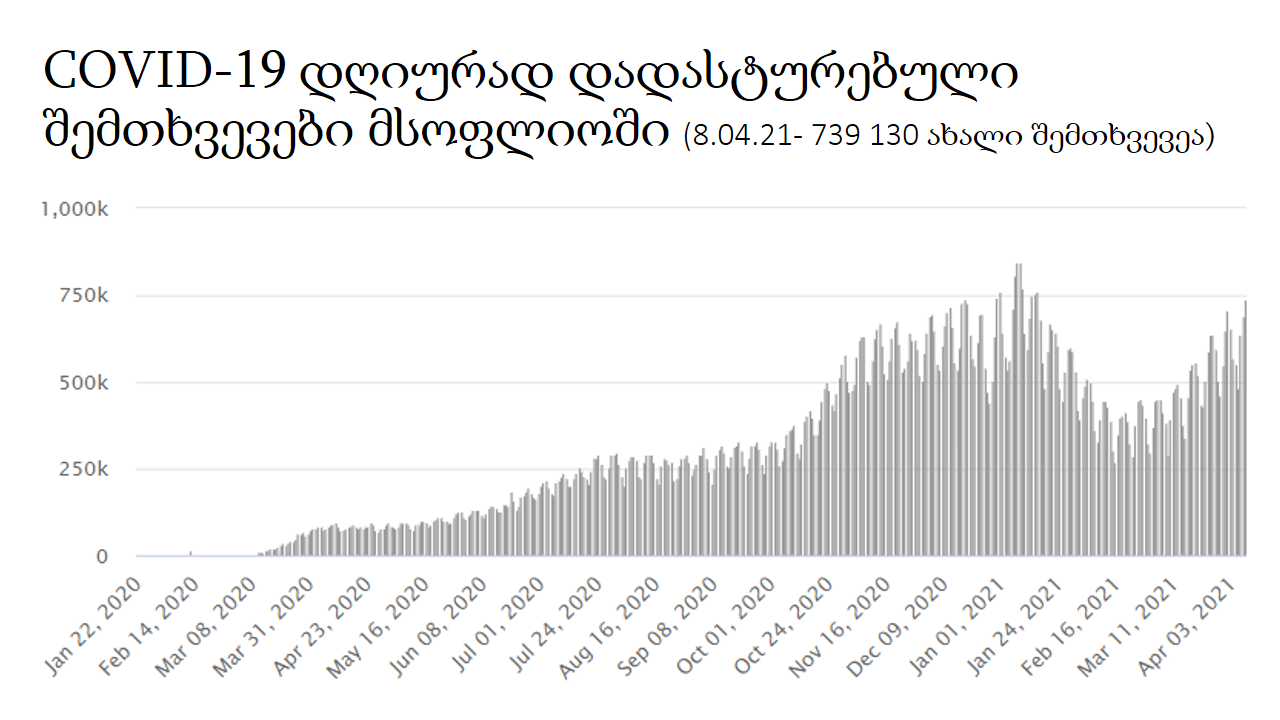 COVID-19 დღიურად დადასტურებული
შემთხვევები მსოფლიოში (8.04.21- 739 130 ახალი შემთხვევეა)
1,000k
750k
500k
250k
0
Jan 22, 2020
Feb 14, 2020
Mar 08, 2020
Mar 31, 2020
Apr 23, 2020
May 16, 2020
Jun 08, 2020
Jul 01, 2020
Jul 24, 2020
Aug 16, 2020
Sep 08, 2020
Oct 01, 2020
Oct 24, 2020
Nov 16, 2020
Dec 09, 2020
Jan 01, 2021
Jan 24, 2021
Feb 16, 2021
Mar 11, 2021
Apr 03, 2021